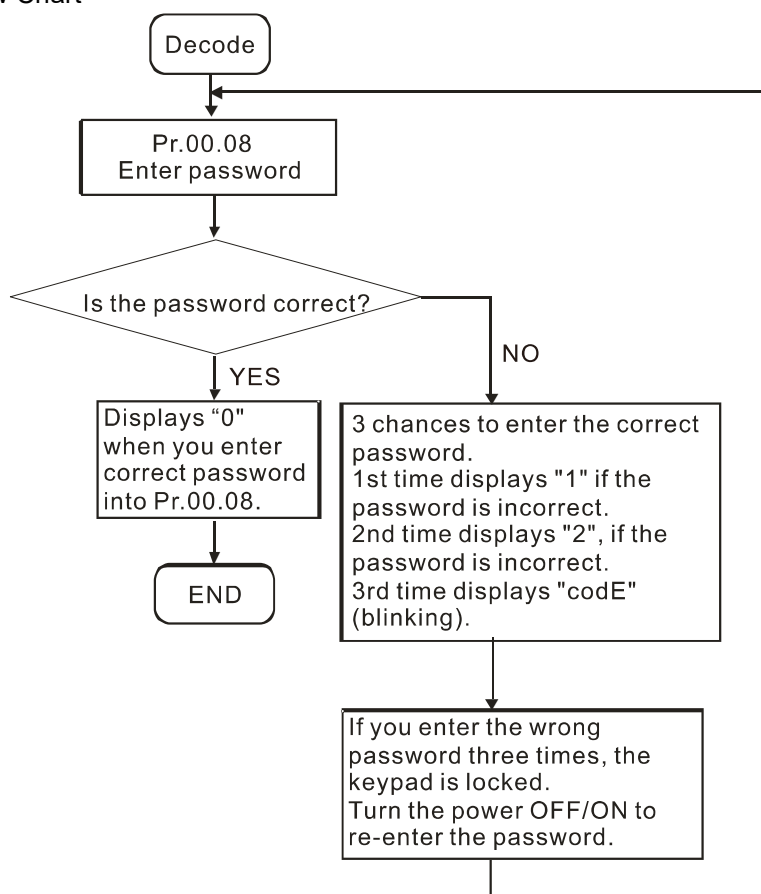 Chart
Decode
Pr.00.08
Enter password
Is the password correct?
YES
NO
Displays “0"
when you enter
correct password
into Pr.00.08.
END
3 chances to enter the correct
password.
1st time displays "1" if the
password is incorrect.
2nd time displays "2", if the
password is incorrect.
3rd time displays "codE"
(blinking).
If you enter the wrong
password three times, the
keypad is locked.
Turn the power OFF/ON to
re-enter the password.